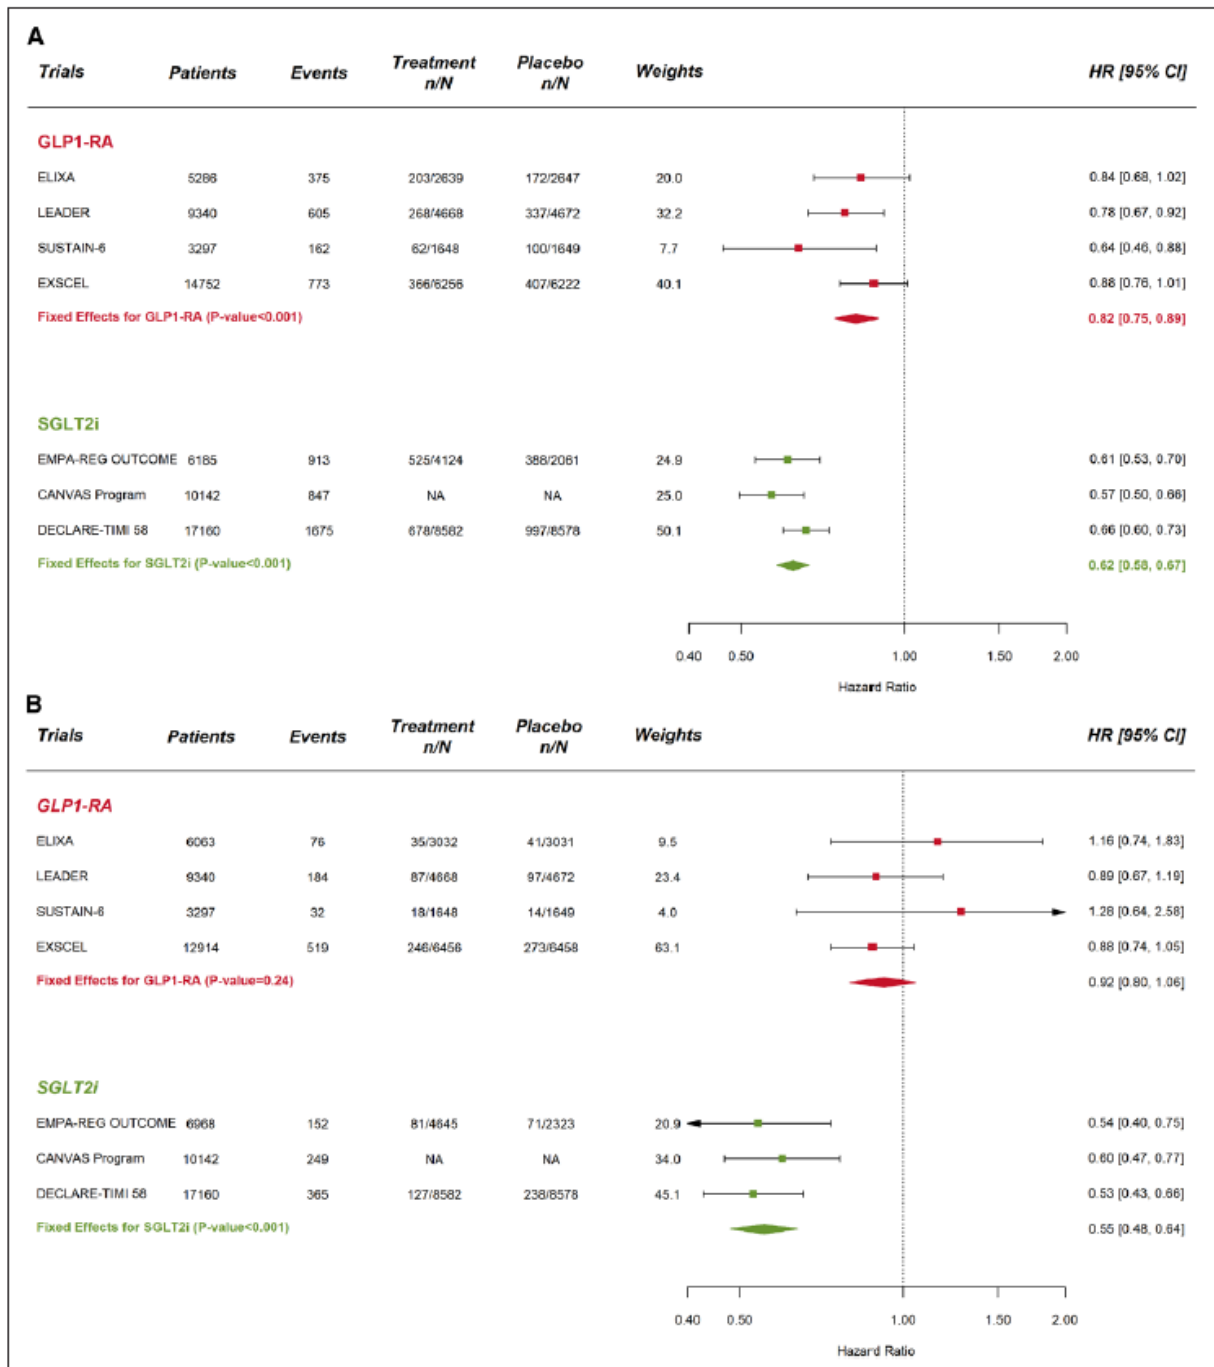 A
Trials Patients Events Treatment n/N Placebo n/N Weights HR [95% CI]
GLP1-RA
ELIXA 5286 375 203/2639 172/2647 20.0 0.84 [0.68, 1.02]
LEADER 9340 605 268/4668 337/4672 32.2 0.78 [0.67, 0.92]
SUSTAIN-6 3297 162 62/1648 100/1649 7.7 0.64 [0.46, 0.88]
EXSCEL 14752 773 366/6256 407/6222 40.1 0.88 [0.76, 1.01]
Fixed Effects for GLP1-RA (P-value<0.001) 0.82 [0.75, 0.89]
SGLT2i
EMPA-REG OUTCOME 6185 913 525/4124 388/2061 24.9 0.61 [0.53, 0.70]
CANVAS Program 10142 847 NA NA 25.0 0.57 [0.50, 0.66]
DECLARE-TIMI 58 17160 1675 678/8582 997/8578 50.1 0.66 [0.60, 0.73]
Fixed Effects for SGLT2i (P-value<0.001) 0.62 [0.58, 0.67]
0.40 0.50 1.00 1.50 2.00
Hazard Ratio
B
Trials Patients Events Treatment n/N Placebo n/N Weights HR [95% CI]
GLP1-RA
ELIXA 6063 76 35/3032 41/3031 9.5 1.16 [0.74, 1.83]
LEADER 9340 184 87/4668 97/4672 23.4 0.89 [0.67, 1.19]
SUSTAIN-6 3297 32 18/1648 14/1649 4.0 1.28 [0.64, 2.58]
EXSCEL 12914 519 246/6456 273/6458 63.1 0.88 [0.74, 1.05]
Fixed Effects for GLP1-RA (P-value=0.24) 0.92 [0.80, 1.06]
SGLT2i
EMPA-REG OUTCOME 6968 152 81/4645 71/2323 20.9 0.54 [0.40, 0.75]
CANVAS Program 10142 249 NA NA 34.0 0.60 [0.47, 0.77]
DECLARE-TIMI 58 17160 365 127/8582 238/8578 45.1 0.53 [0.43, 0.66]
Fixed Effects for SGLT2i (P-value<0.001) 0.55 [0.48, 0.64]
0.40 0.50 1.00 1.50 2.00
Hazard Ratio